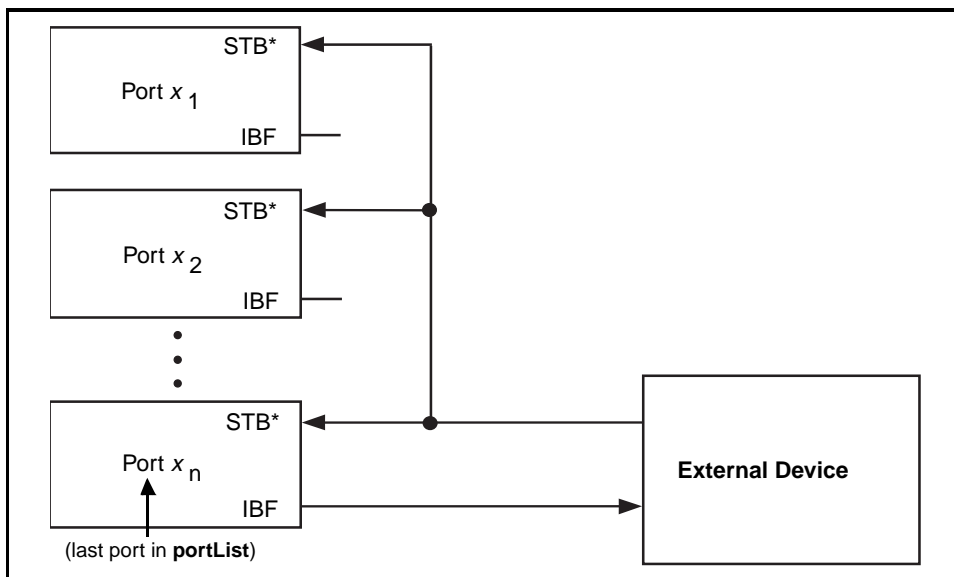 STB*
Port x 1
IBF
STB*
Port x 2
IBF
STB*
Port x n
IBF
(last port in portList)
External Device